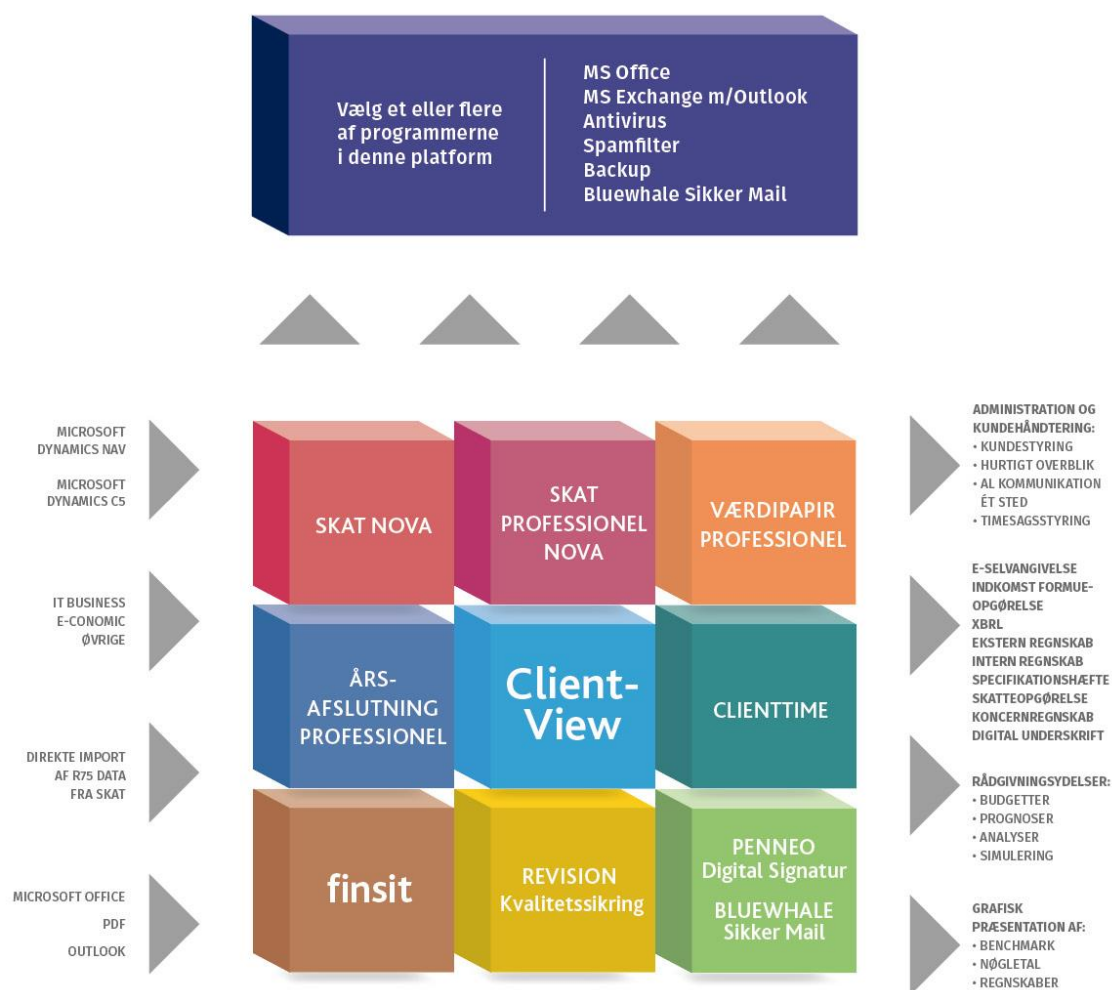 Vælg et eller flere
af programmerne
i denne platform
MS Office
MS Exchange m/Outlook
Antivirus
Spamfilter
Backup
Bluewhale Sikker Mail
MICROSOFT
DYNAMICS NAV
MICROSOFT
DYNAMICS C5
IT BUSINESS
E-CONOMIC
ØVRIGE
DIREKTE IMPORT
AF R75 DATA
FRA SKAT
MICROSOFT OFFICE
PDF
OUTLOOK
SKAT NOVA
SKAT
PROFESSIONEL
NOVA
VÆRDIPAPIR
PROFESSIONEL
ÅRS-
AFSLUTNING
PROFESSIONEL
Client-
View
CLIENTTIME
finsit
REVISION
Kvalitetssikring
PENNEO
Digital Signatur
BLUEWHALE
Sikker Mail
ADMINISTRATION OG
KUNDEHÅNDTERING:
• KUNDESTYRING
• HURTIGT OVERBLIK
• AL KOMMUNIKATION
ÉT STED
• TIMESAGSSTYRING
E-SELVANGIVELSE
INDKOMST FORMUE-
OPGØRELSE
XBRL
EKSTERN REGNSKAB
INTERN REGNSKAB
SPECIFIKATIONSHÆFTE
SKATTEOPGØRELSE
KONCERNREGNSKAB
DIGITAL UNDERSKRIFT
RÅDGIVNINGSYDELSER:
• BUDGETTER
• PROGNOSER
• ANALYSER
• SIMULERING
GRAFISK
PRÆSENTATION AF:
• BENCHMARK
• NØGLETAL
• REGNSKABER